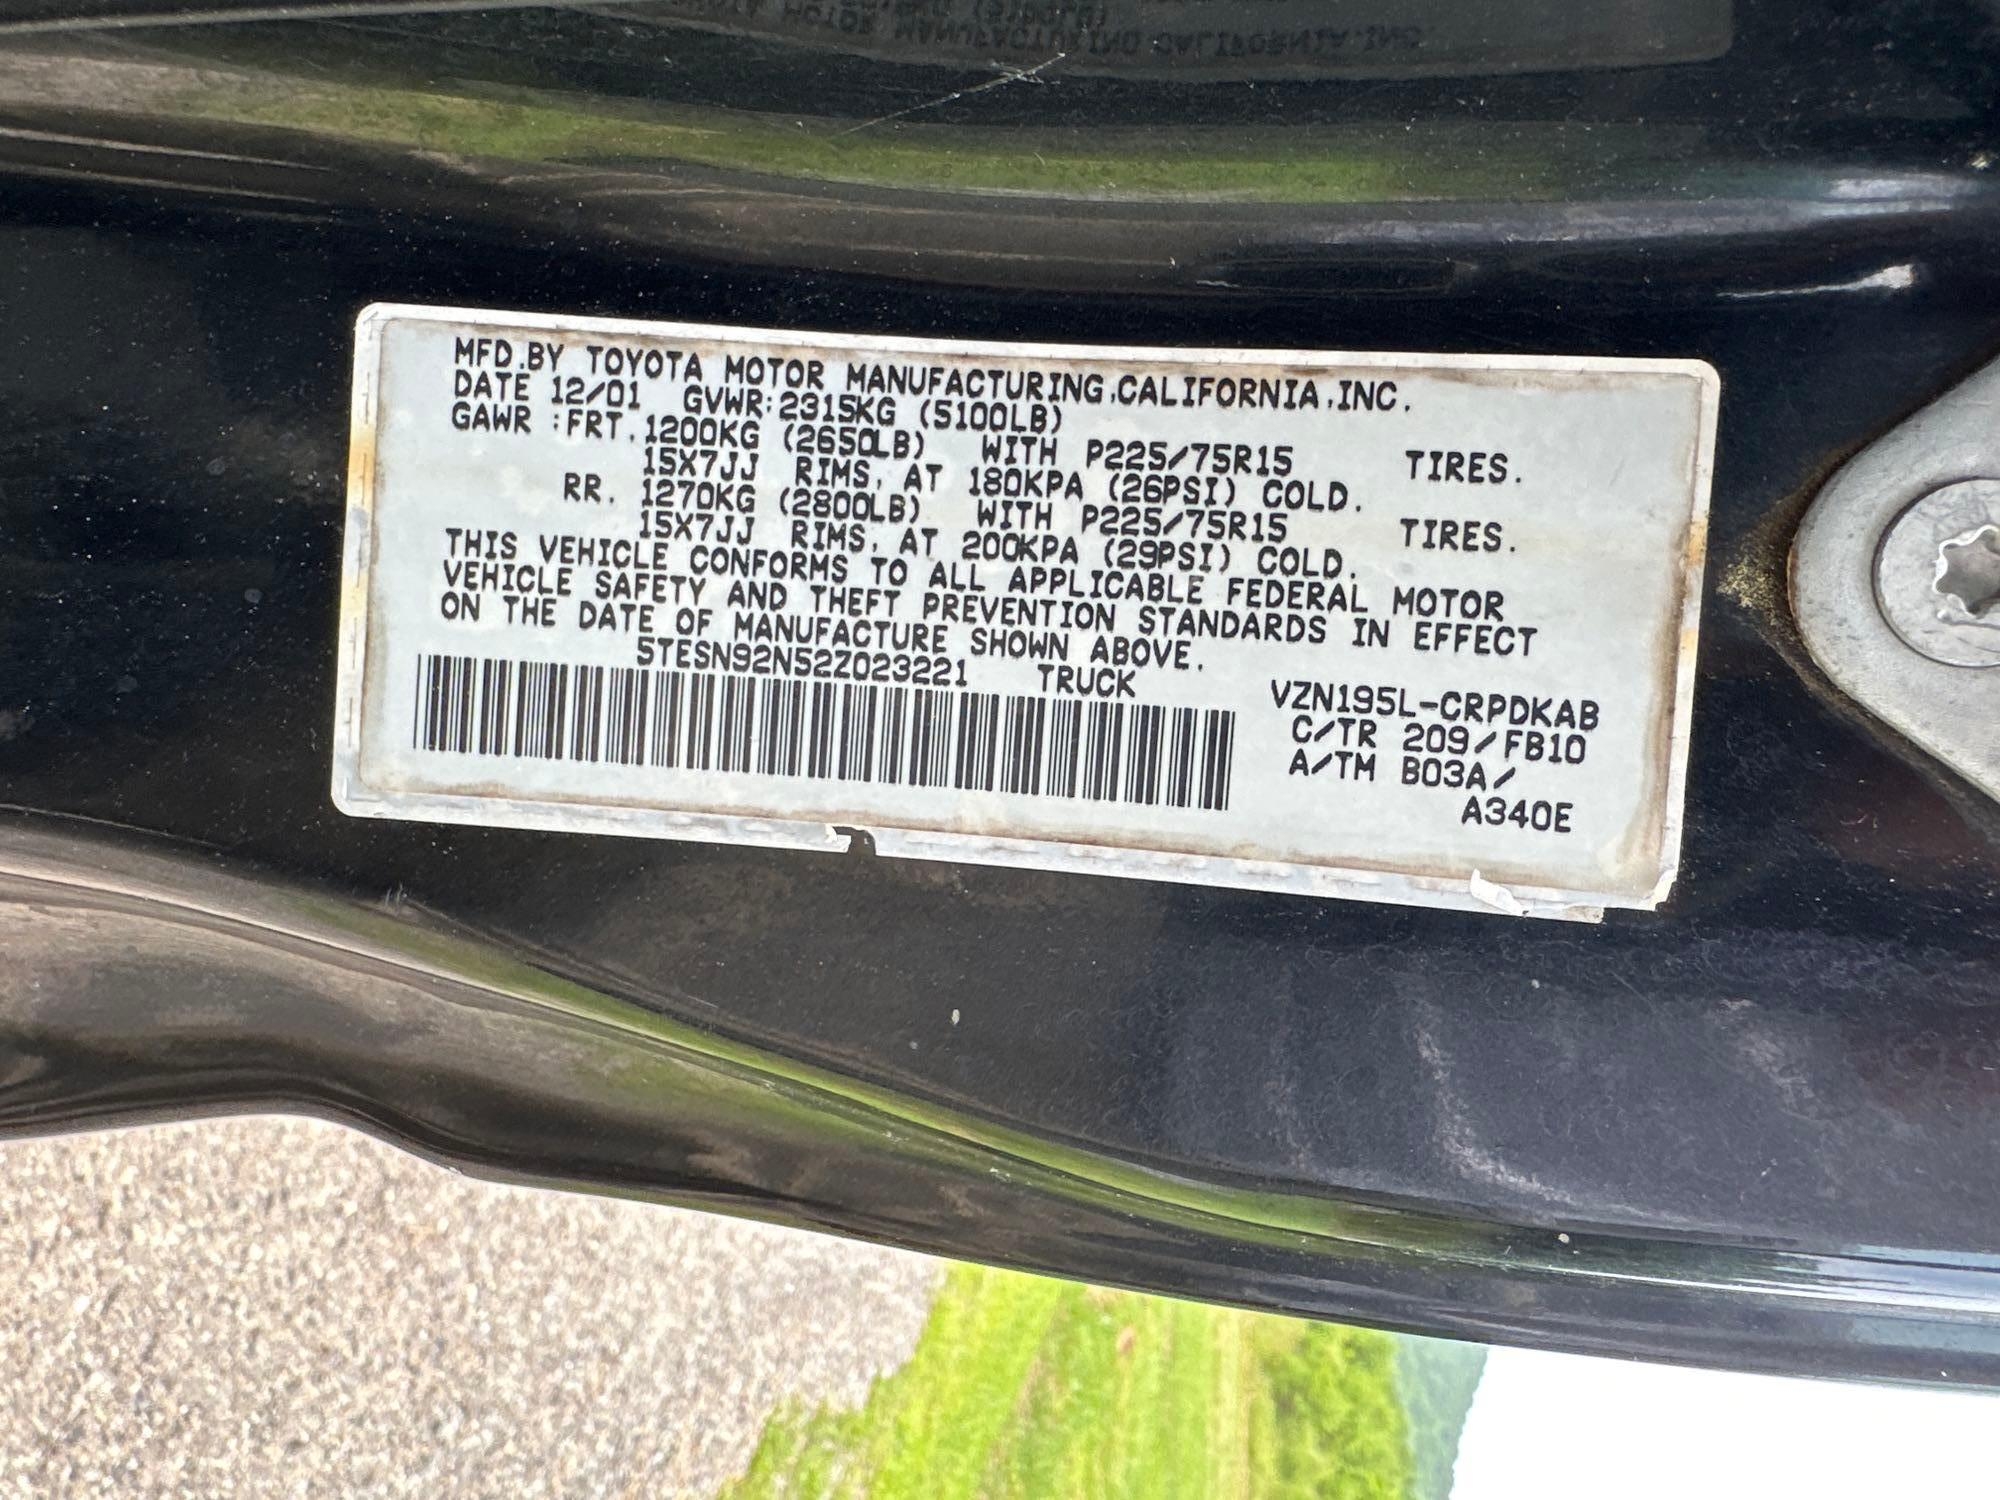 MFD.BY TOYOTA MOTOR MANUFACTURING,CALIFORNIA,INC.
DATE 12/01 GVWR:2315KG (5100LB)
GAWR :FRT. 1200KG (2650LB) WITH P225/75R15 TIRES.
15X7JJ RIMS, AT 180KPA (26PSI) COLD.
RR. 1270KG (2800LB) WITH P225/75R15 TIRES.
15X7JJ RIMS, AT 200KPA (29PSI) COLD.
THIS VEHICLE CONFORMS TO ALL APPLICABLE FEDERAL MOTOR
VEHICLE SAFETY AND THEFT PREVENTION STANDARDS IN EFFECT
ON THE DATE OF MANUFACTURE SHOWN ABOVE.
5TESN92N52Z023221 TRUCK
VZN195L-CRPDKAB
C/TR 209/FB10
A/TM B03A/
A340E